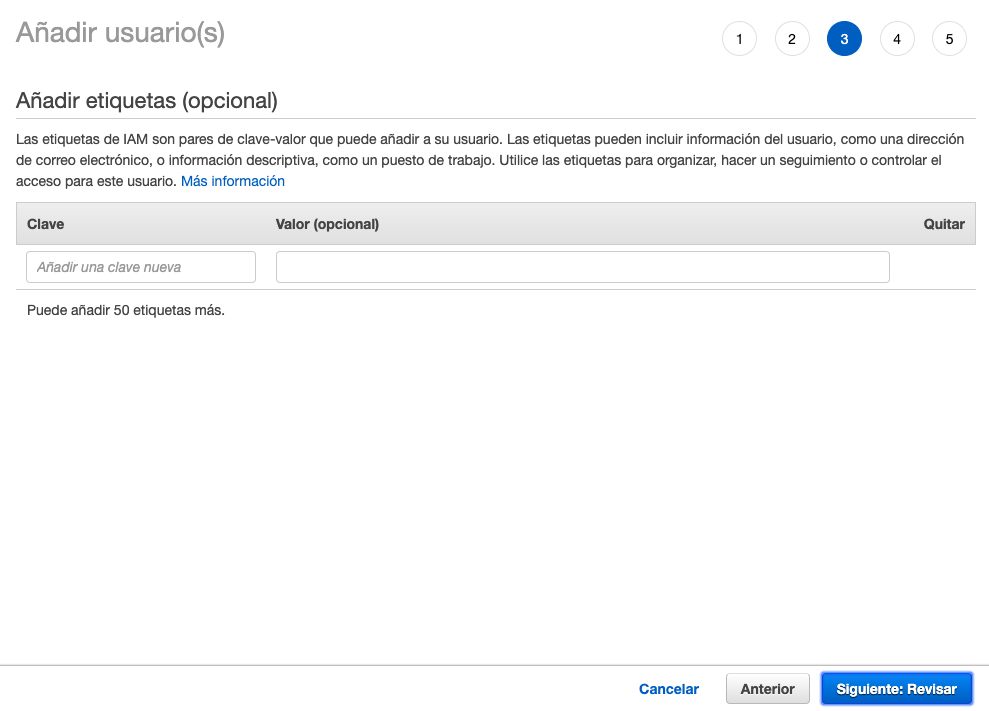 Añadir usuario(s)
1 2 3 4 5
Añadir etiquetas (opcional)
Las etiquetas de IAM son pares de clave-valor que puede añadir a su usuario. Las etiquetas pueden incluir información del usuario, como una dirección
de correo electrónico, o información descriptiva, como un puesto de trabajo. Utilice las etiquetas para organizar, hacer un seguimiento o controlar el
acceso para este usuario. Más información
Clave Valor (opcional) Quitar
Añadir una clave nueva
Puede añadir 50 etiquetas más.
Cancelar Anterior Siguiente: Revisar